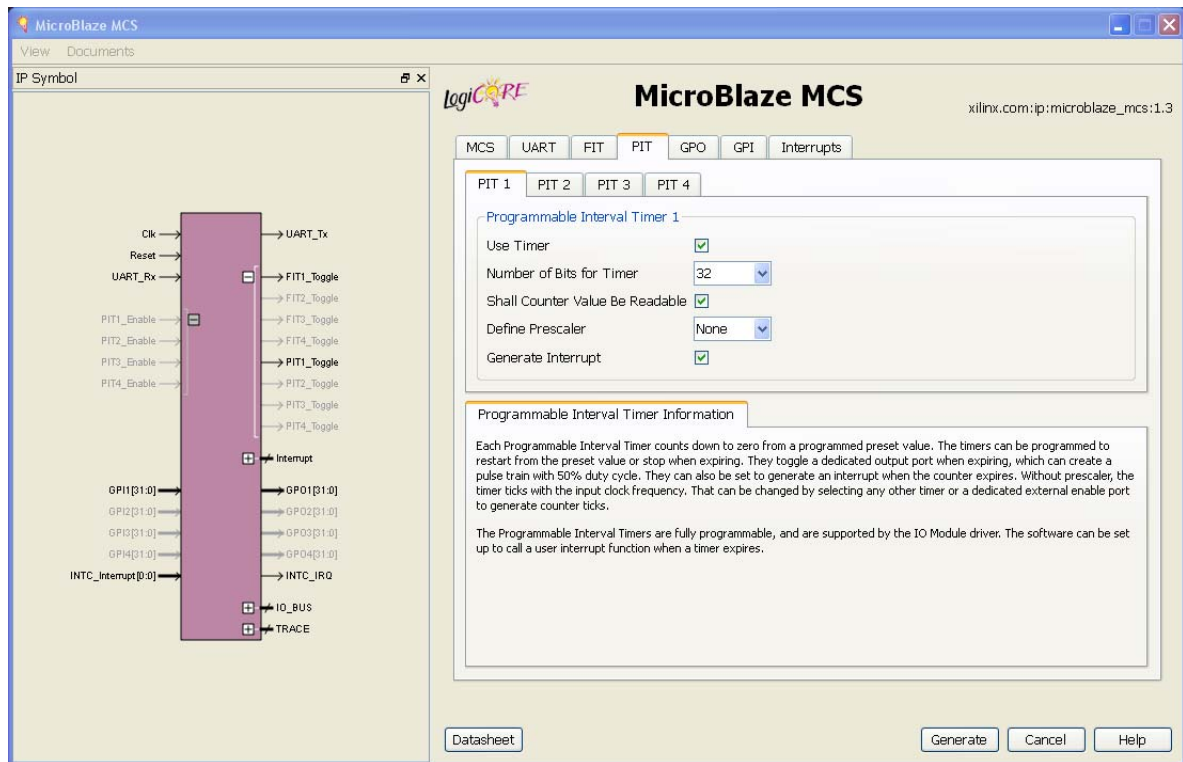 MicroBlaze MCS
View Documents
IP Symbol
Clk
Reset
UART_Rx
PIT1_Enable
PIT2_Enable
PIT3_Enable
PIT4_Enable
GPI1[31:0]
GPI2[31:0]
GPI3[31:0]
GPI4[31:0]
INTC_Interrupt[0:0]
UART_Tx
FIT1_Toggle
FIT2_Toggle
FIT3_Toggle
FIT4_Toggle
PIT1_Toggle
PIT2_Toggle
PIT3_Toggle
PIT4_Toggle
Interrupt
GPO1[31:0]
GPO2[31:0]
GPO3[31:0]
GPO4[31:0]
INTC_IRQ
IO_BUS
TRACE
LogiCORE
MicroBlaze MCS
xilinx.com:ip:microblaze_mcs:1.3
MCS UART FIT PIT GPO GPI Interrupts
PIT 1 PIT 2 PIT 3 PIT 4
Programmable Interval Timer 1
Use Timer
Number of Bits for Timer 32
Shall Counter Value Be Readable
Define Prescaler None
Generate Interrupt
Programmable Interval Timer Information
Each Programmable Interval Timer counts down to zero from a programmed preset value. The timers can be programmed to
restart from the preset value or stop when expiring. They toggle a dedicated output port when expiring, which can create a
pulse train with 50% duty cycle. They can also be set to generate an interrupt when the counter expires. Without prescaler, the
timer ticks with the input clock frequency. That can be changed by selecting any other timer or a dedicated external enable port
to generate counter ticks.
The Programmable Interval Timers are fully programmable, and are supported by the IO Module driver. The software can be set
up to call a user interrupt function when a timer expires.
Datasheet
Generate Cancel Help